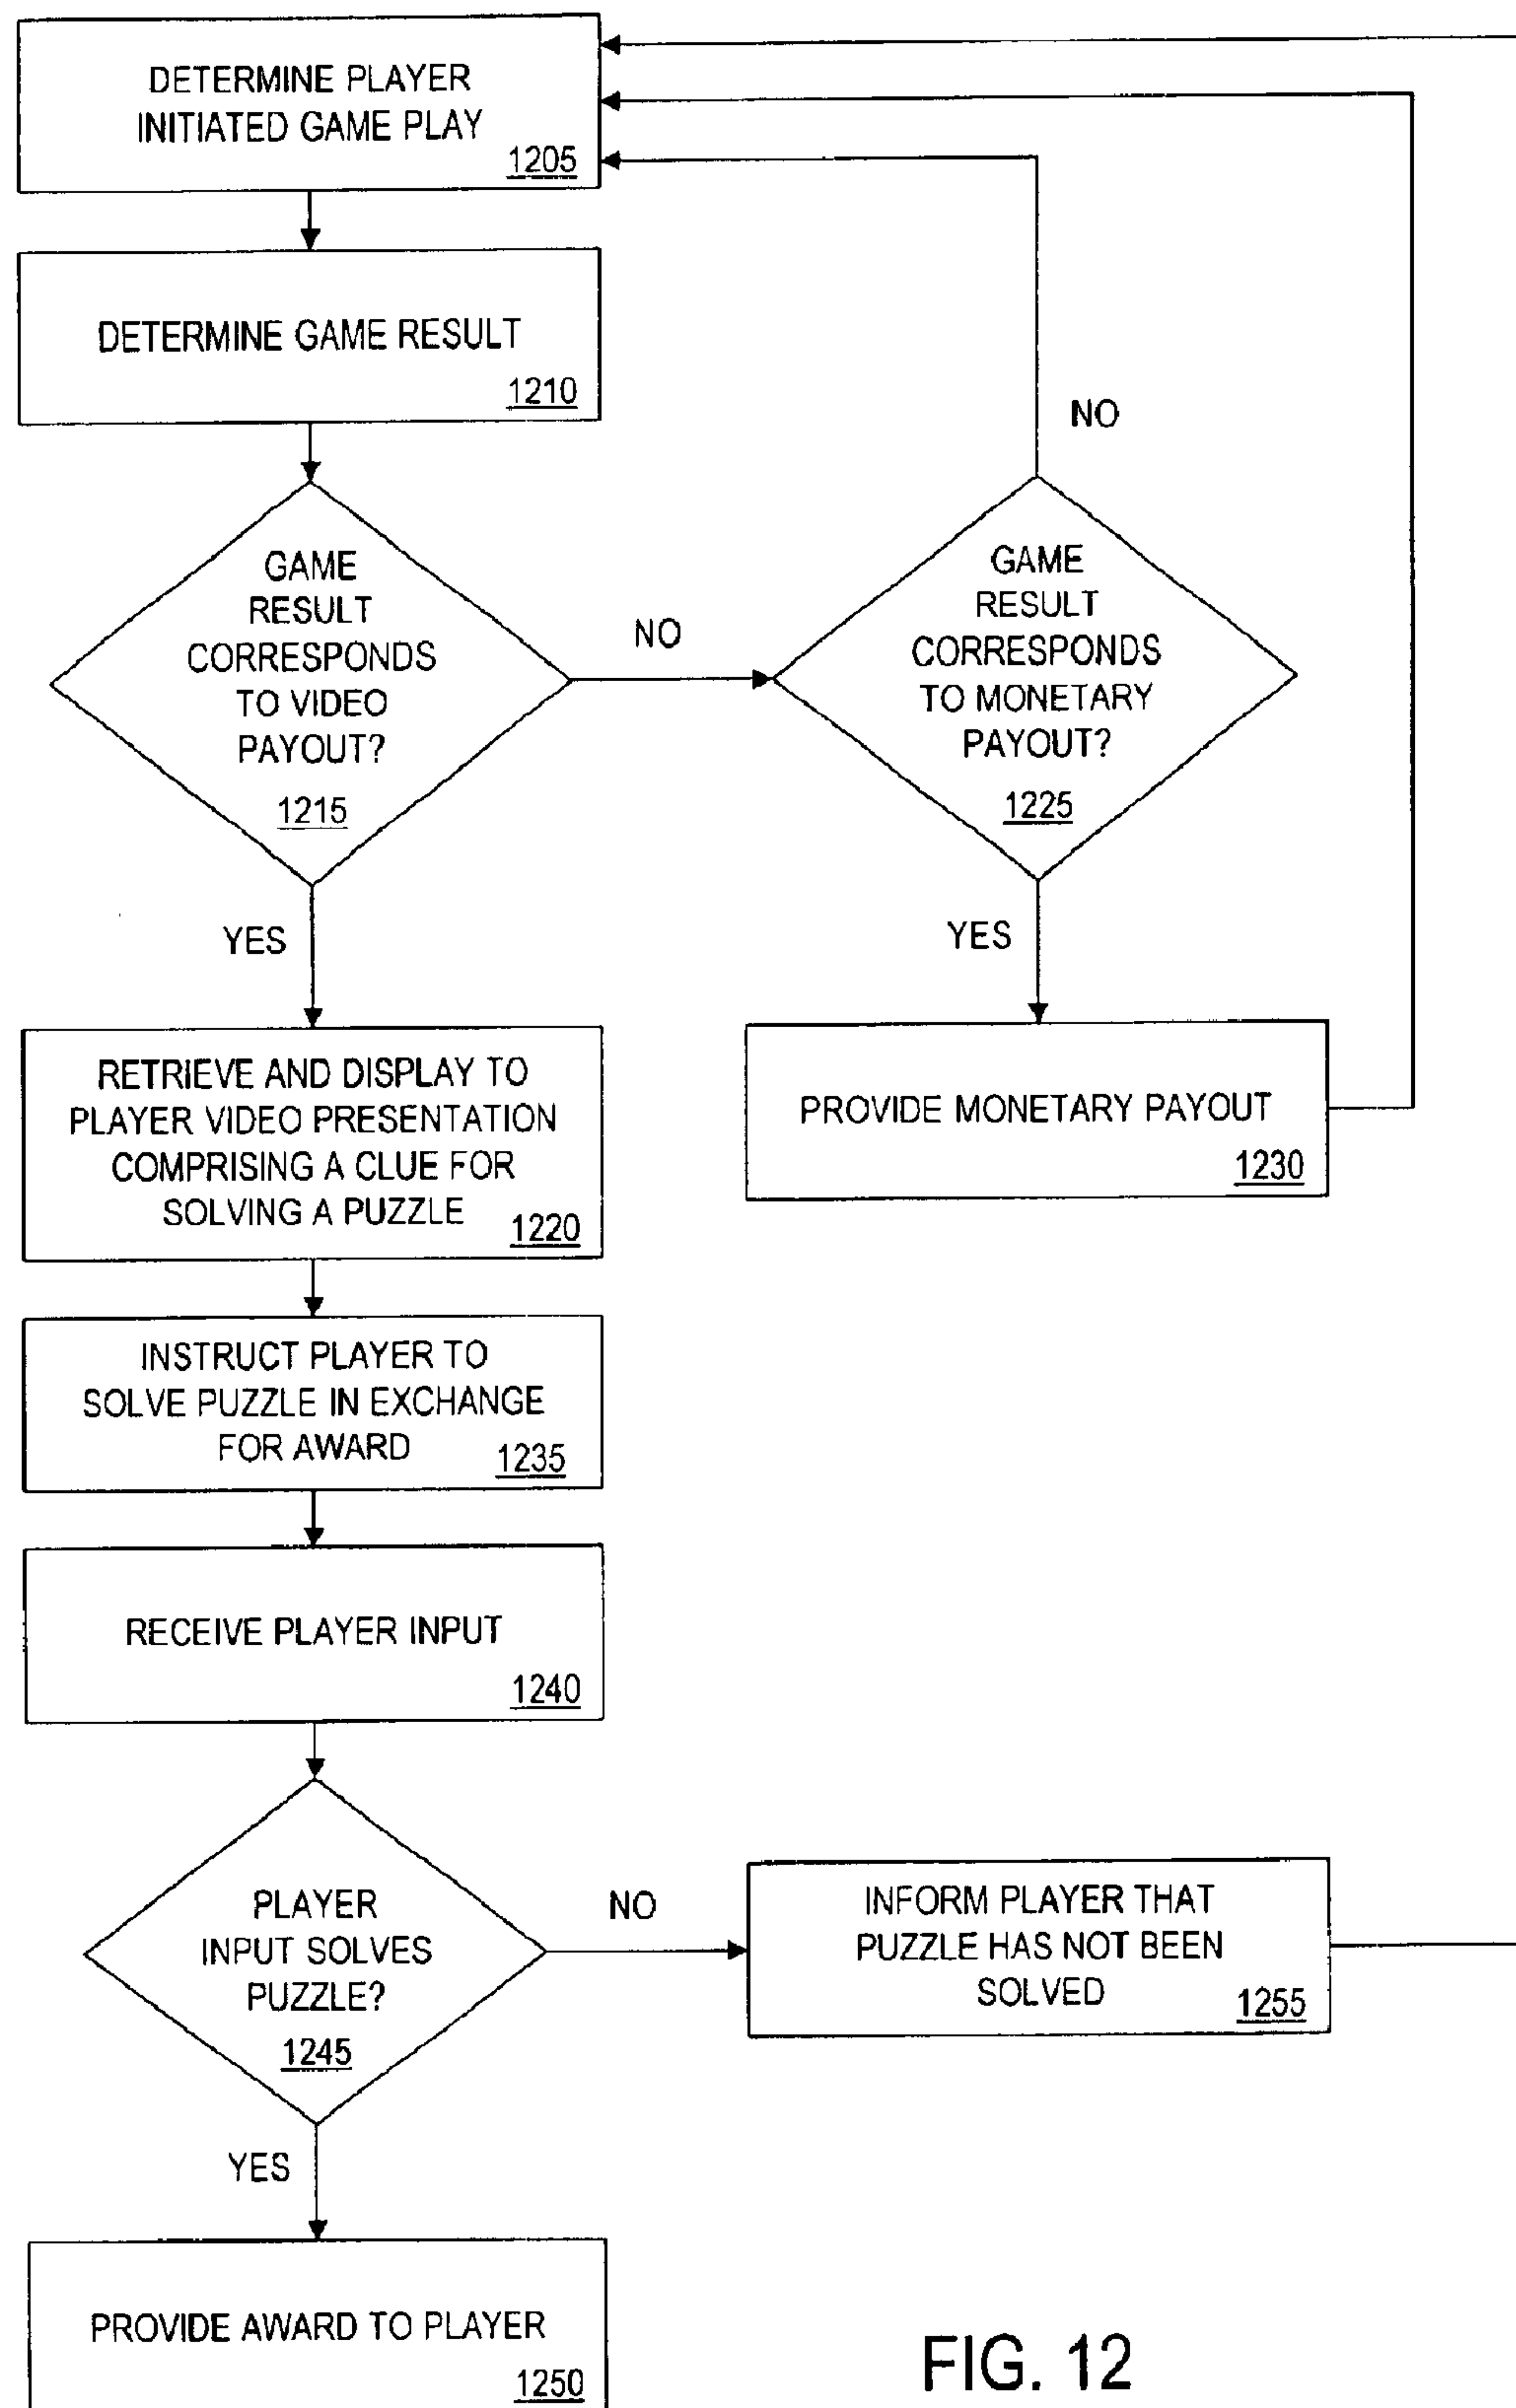 DETERMINE PLAYER
INITIATED GAME PLAY
1205
DETERMINE GAME RESULT
1210
GAME
RESULT
CORRESPONDS
TO VIDEO
PAYOUT?
1215
NO
YES
GAME
RESULT
CORRESPONDS
TO MONETARY
PAYOUT?
1225
NO
YES
RETRIEVE AND DISPLAY TO
PLAYER VIDEO PRESENTATION
COMPRISING A CLUE FOR
SOLVING A PUZZLE
1220
PROVIDE MONETARY PAYOUT
1230
INSTRUCT PLAYER TO
SOLVE PUZZLE IN EXCHANGE
FOR AWARD
1235
RECEIVE PLAYER INPUT
1240
PLAYER
INPUT SOLVES
PUZZLE?
1245
NO
YES
INFORM PLAYER THAT
PUZZLE HAS NOT BEEN
SOLVED
1255
PROVIDE AWARD TO PLAYER
1250
FIG. 12